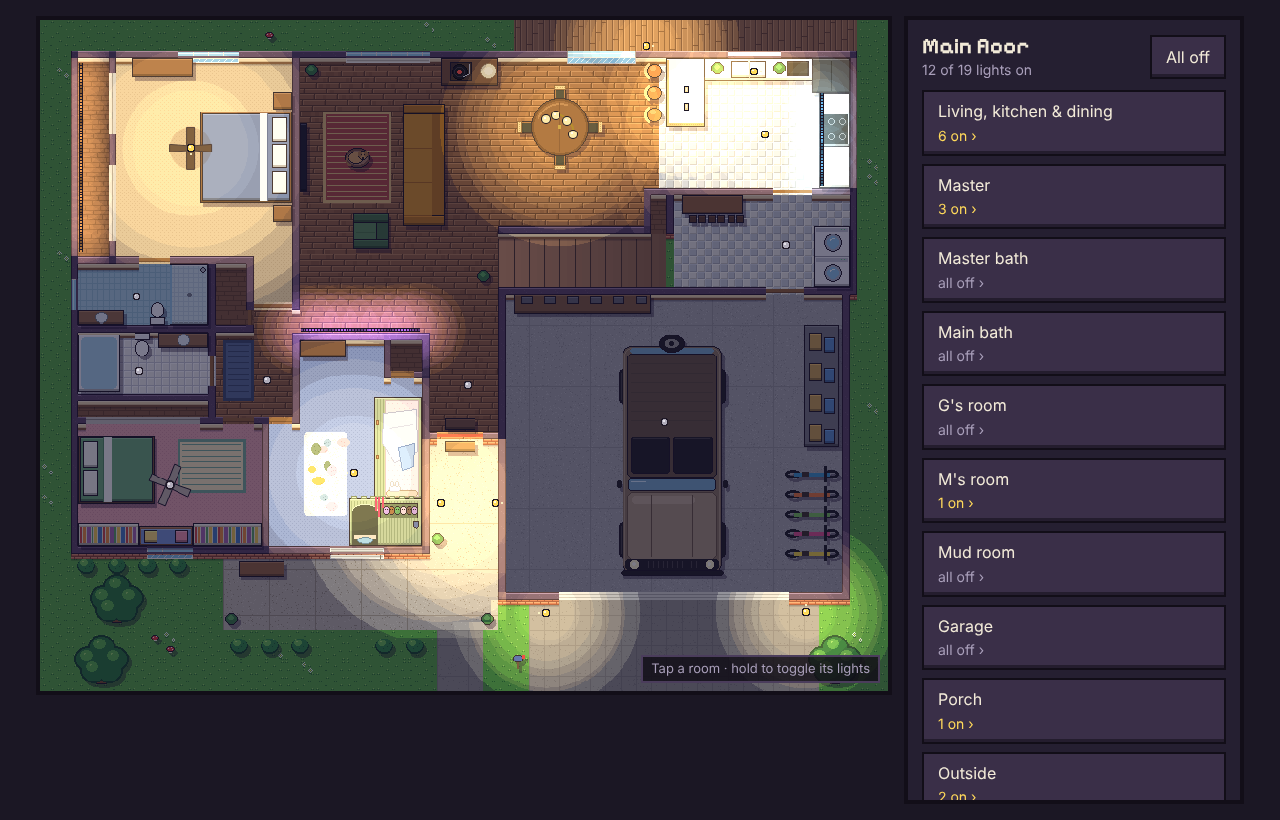 Main floor
12 of 19 lights on
All off
Living, kitchen & dining
6 on ›
Master
3 on ›
Master bath
all off ›
Main bath
all off ›
G's room
all off ›
M's room
1 on ›
Mud room
all off ›
Garage
all off ›
Porch
1 on ›
Outside
2 on ›
Tap a room · hold to toggle its lights